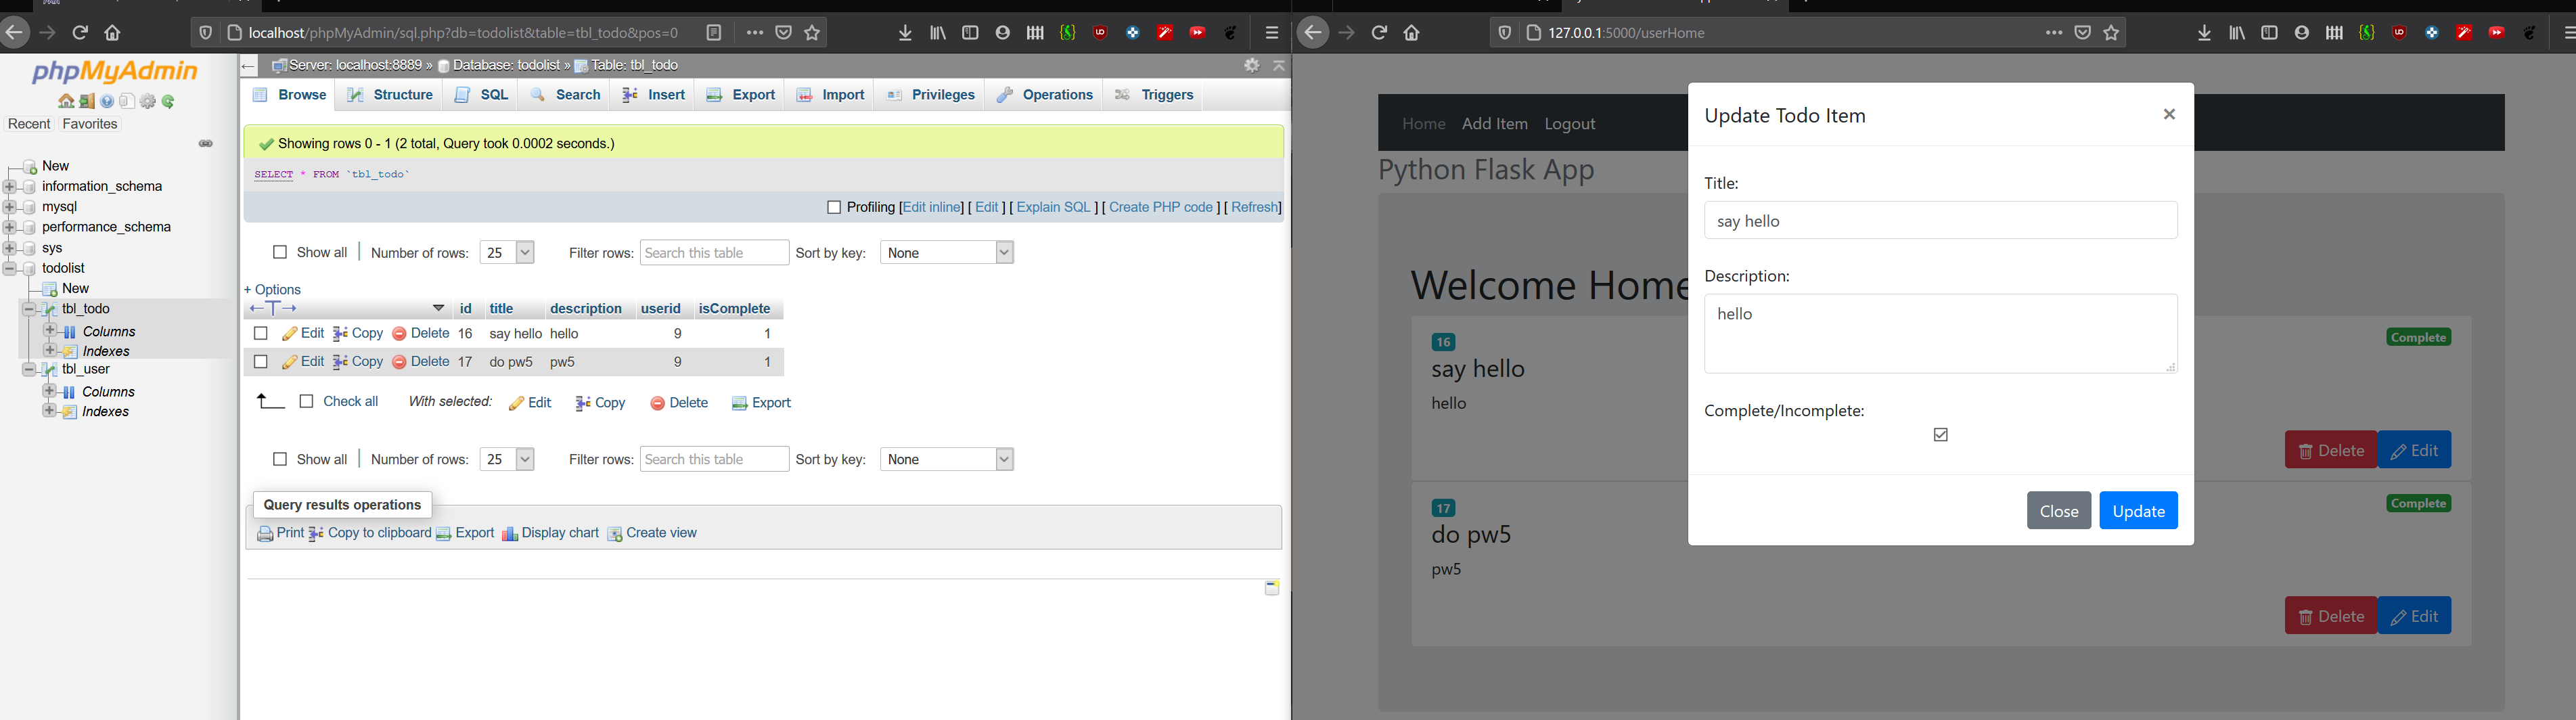 localhost/phpMyAdmin/sql.php?db=todolist&table=tbl_todo&pos=0
phpMyAdmin
Recent Favorites
New
information_schema
mysql
performance_schema
sys
todolist
New
tbl_todo
Columns
Indexes
tbl_user
Columns
Indexes
Server: localhost:8889 » Database: todolist » Table: tbl_todo
Browse Structure SQL Search Insert Export Import Privileges Operations Triggers
Showing rows 0 - 1 (2 total, Query took 0.0002 seconds.)
SELECT * FROM `tbl_todo`
Profiling [Edit inline] [ Edit ] [ Explain SQL ] [ Create PHP code ] [ Refresh]
Show all Number of rows: 25 Filter rows: Search this table Sort by key: None
+ Options
id title description userid isComplete
Edit Copy Delete 16 say hello hello 9 1
Edit Copy Delete 17 do pw5 pw5 9 1
Check all With selected: Edit Copy Delete Export
Show all Number of rows: 25 Filter rows: Search this table Sort by key: None
Query results operations
Print Copy to clipboard Export Display chart Create view
127.0.0.1:5000/userHome
Home Add Item Logout
Python Flask App
Welcome Home
16
Complete
say hello
hello
Delete Edit
17
Complete
do pw5
pw5
Delete Edit
Update Todo Item ×
Title:
say hello
Description:
hello
Complete/Incomplete:
Close Update